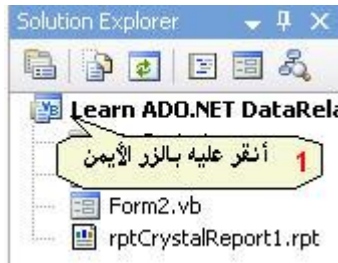 Solution Explorer
Learn ADO.NET DataRela
أنقر عليه بالزر الأيمن 1
Form2.vb
rptCrystalReport1.rpt